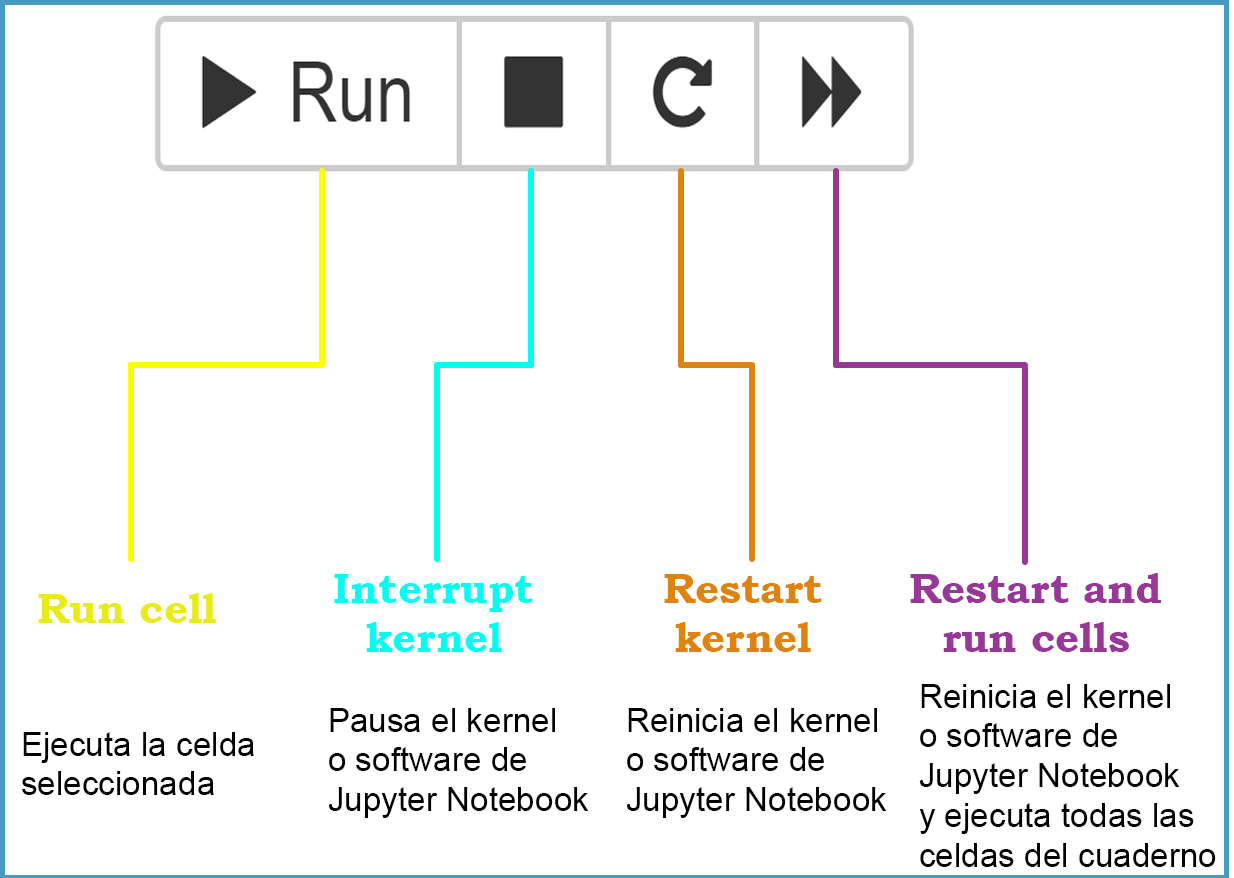 Run
Run cell
Ejecuta la celda
seleccionada
Interrupt
kernel
Pausa el kernel
o software de
Jupyter Notebook
Restart
kernel
Reinicia el kernel
o software de
Jupyter Notebook
Restart and
run cells
Reinicia el kernel
o software de
Jupyter Notebook
y ejecuta todas las
celdas del cuaderno